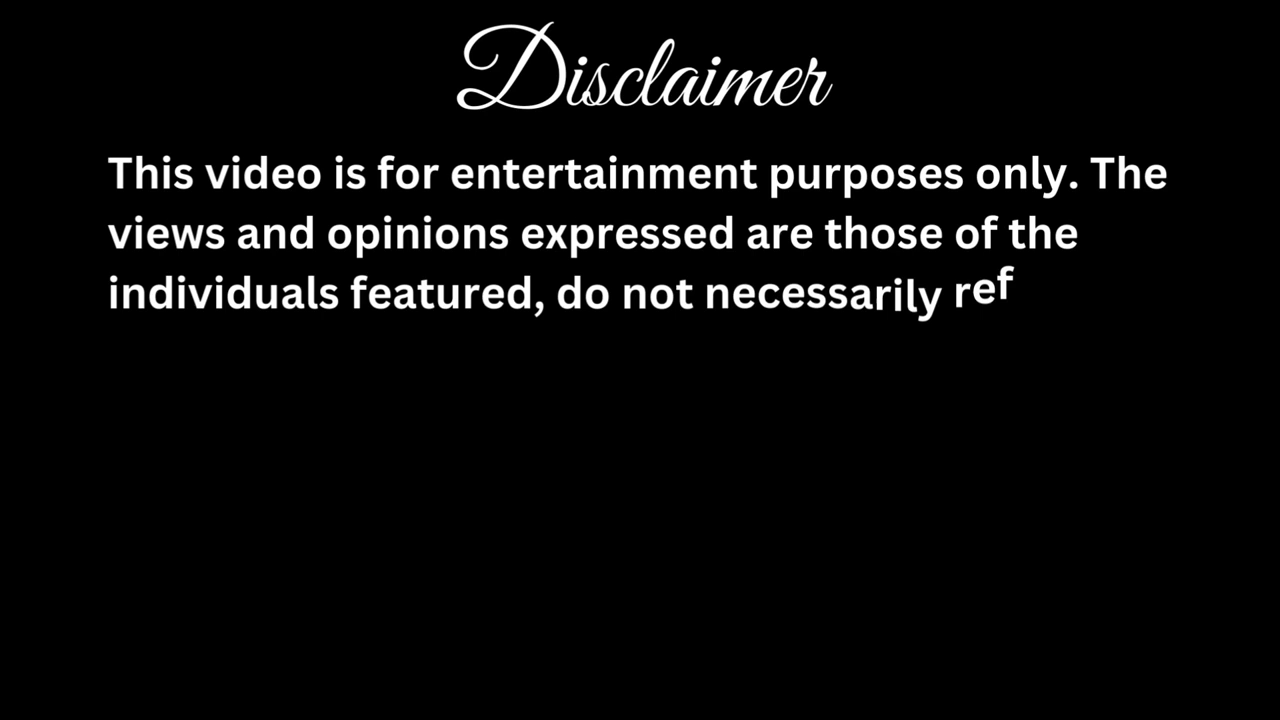 Disclaimer
This video is for entertainment purposes only. The
views and opinions expressed are those of the
individuals featured, do not necessarily ref